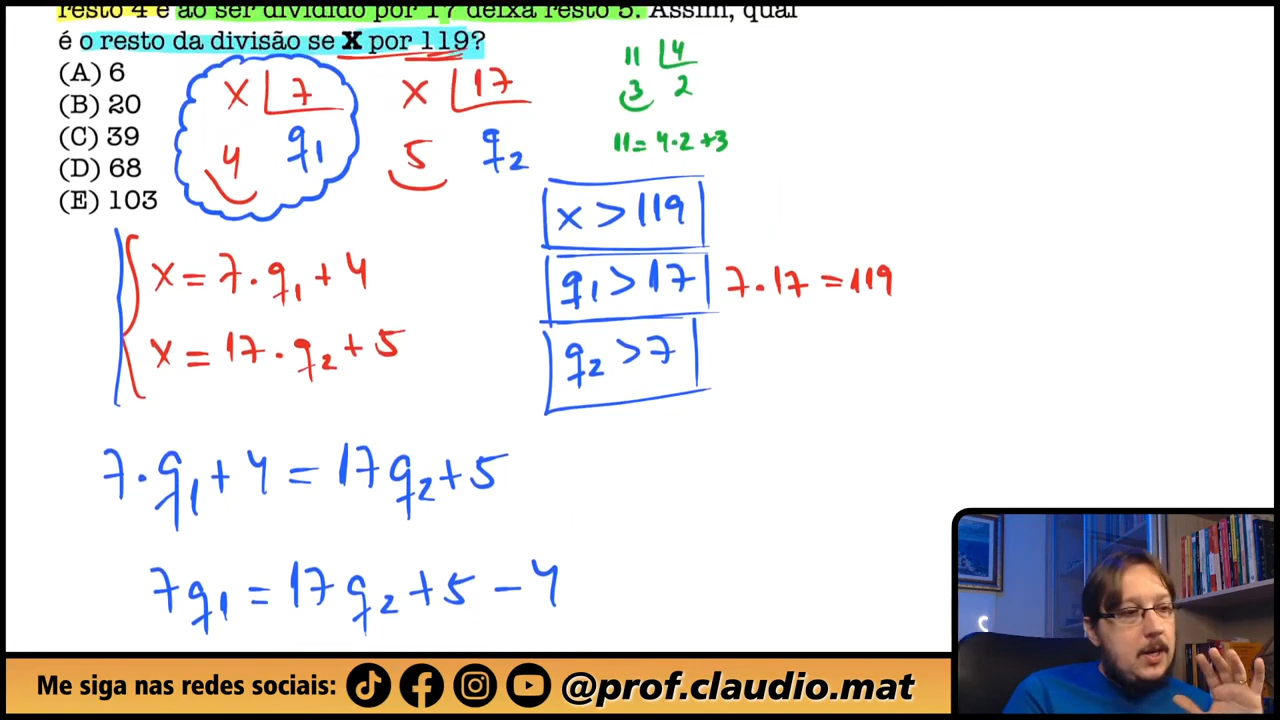 resto 4 e ao ser dividido por 17 deixa resto 5. Assim, qual
é o resto da divisão se X por 119?
(A) 6
(B) 20
(C) 39
(D) 68
(E) 103
x 7
4 q1
x 17
5 q2
11 4
3 2
11 = 4·2+3
x > 119
q1 > 17
7·17 = 119
q2 > 7
x = 7·q1 + 4
x = 17·q2 + 5
7·q1 + 4 = 17q2 + 5
7q1 = 17q2 + 5 - 4
Me siga nas redes sociais: @prof.claudio.mat